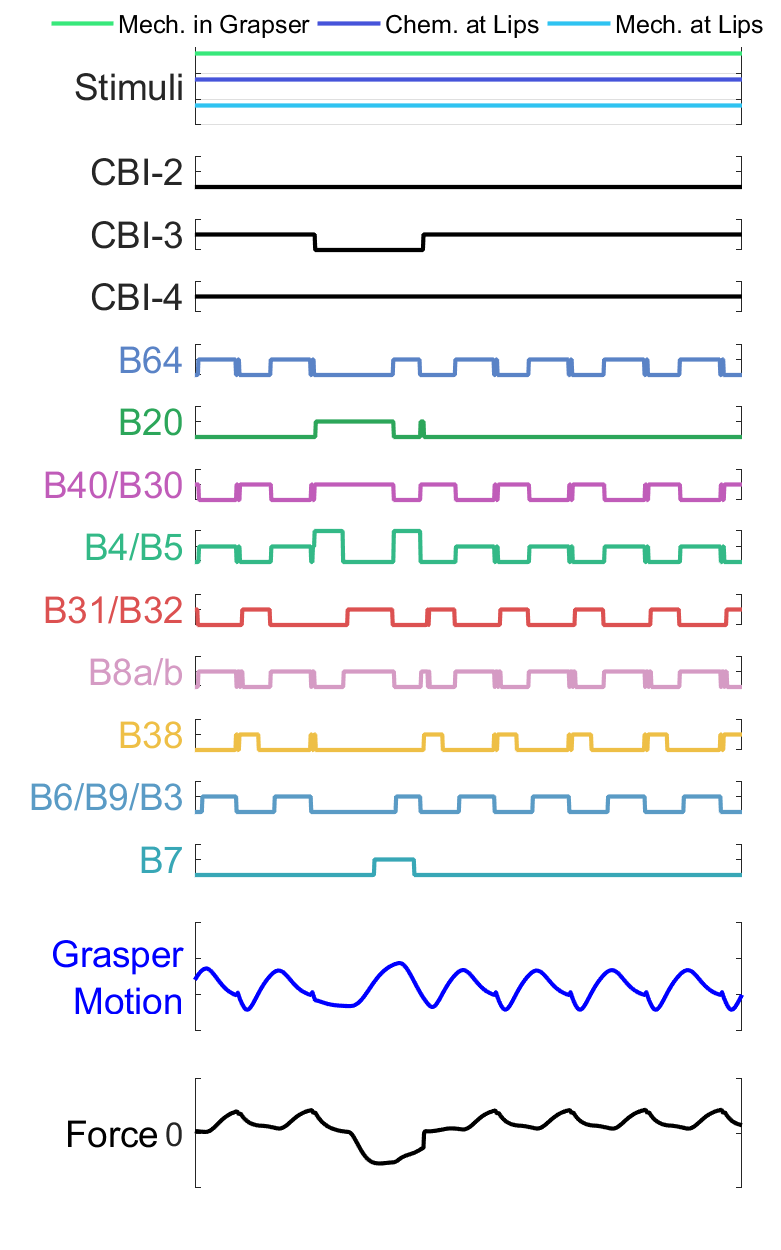 Mech. in Grapser Chem. at Lips Mech. at Lips
Stimuli
CBI-2
CBI-3
CBI-4
B64
B20
B40/B30
B4/B5
B31/B32
B8a/b
B38
B6/B9/B3
B7
Grasper
Motion
Force 0